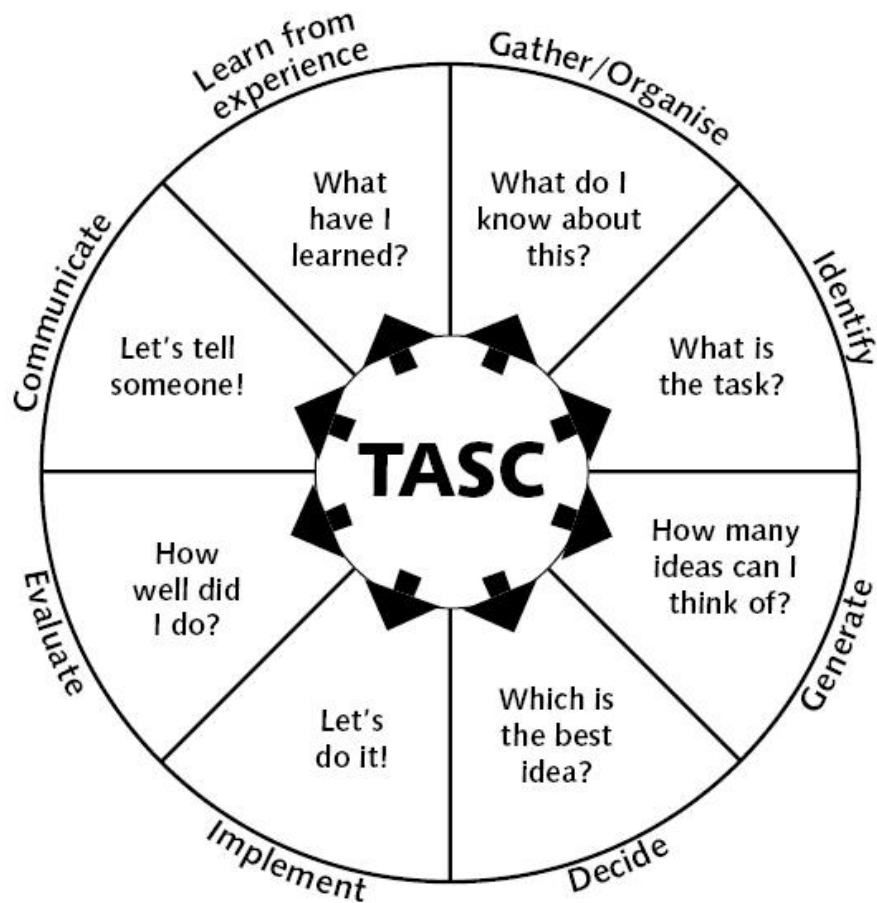 Learn from
experience
Gather/Organise
Identify
Generate
Decide
Implement
Evaluate
Communicate
What
have I
learned?
What do I
know about
this?
What is
the task?
How many
ideas can I
think of?
Which is
the best
idea?
Let's
do it!
How
well did
I do?
Let's tell
someone!
TASC